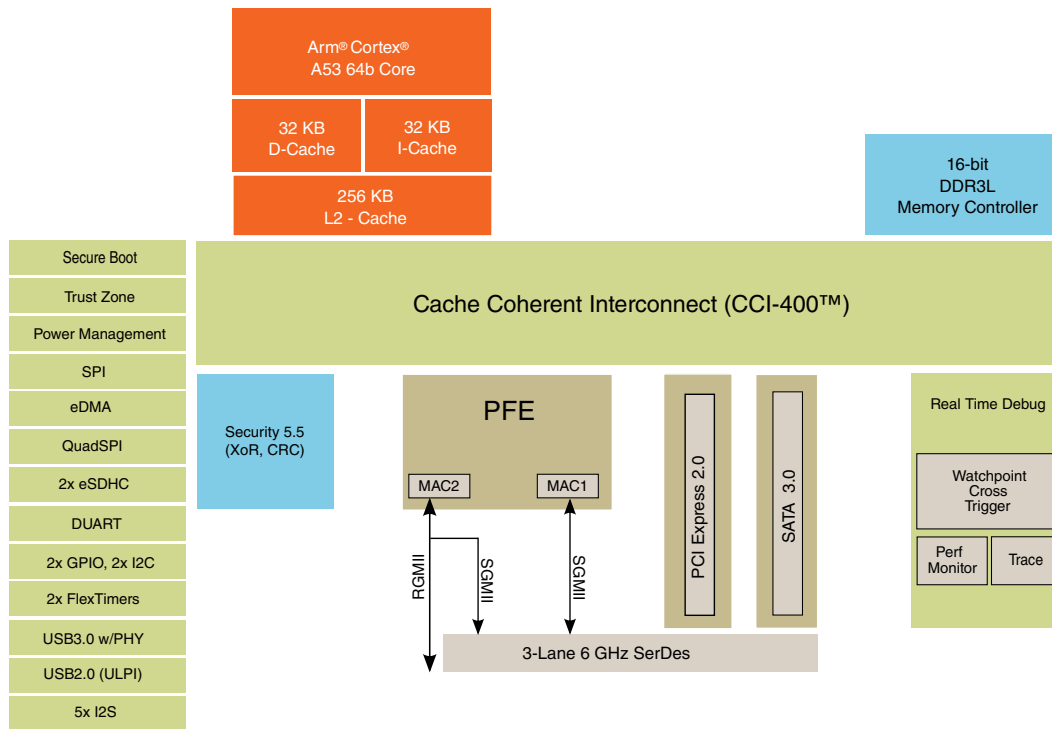 Arm® Cortex®
A53 64b Core
32 KB
D-Cache
32 KB
I-Cache
256 KB
L2 - Cache
16-bit
DDR3L
Memory Controller
Secure Boot
Trust Zone
Power Management
SPI
eDMA
QuadSPI
2x eSDHC
DUART
2x GPIO, 2x I2C
2x FlexTimers
USB3.0 w/PHY
USB2.0 (ULPI)
5x I2S
Cache Coherent Interconnect (CCI-400™)
Security 5.5
(XoR, CRC)
PFE
MAC2
MAC1
RGMII
SGMII
SGMII
PCI Express 2.0
SATA 3.0
3-Lane 6 GHz SerDes
Real Time Debug
Watchpoint
Cross
Trigger
Perf
Monitor
Trace